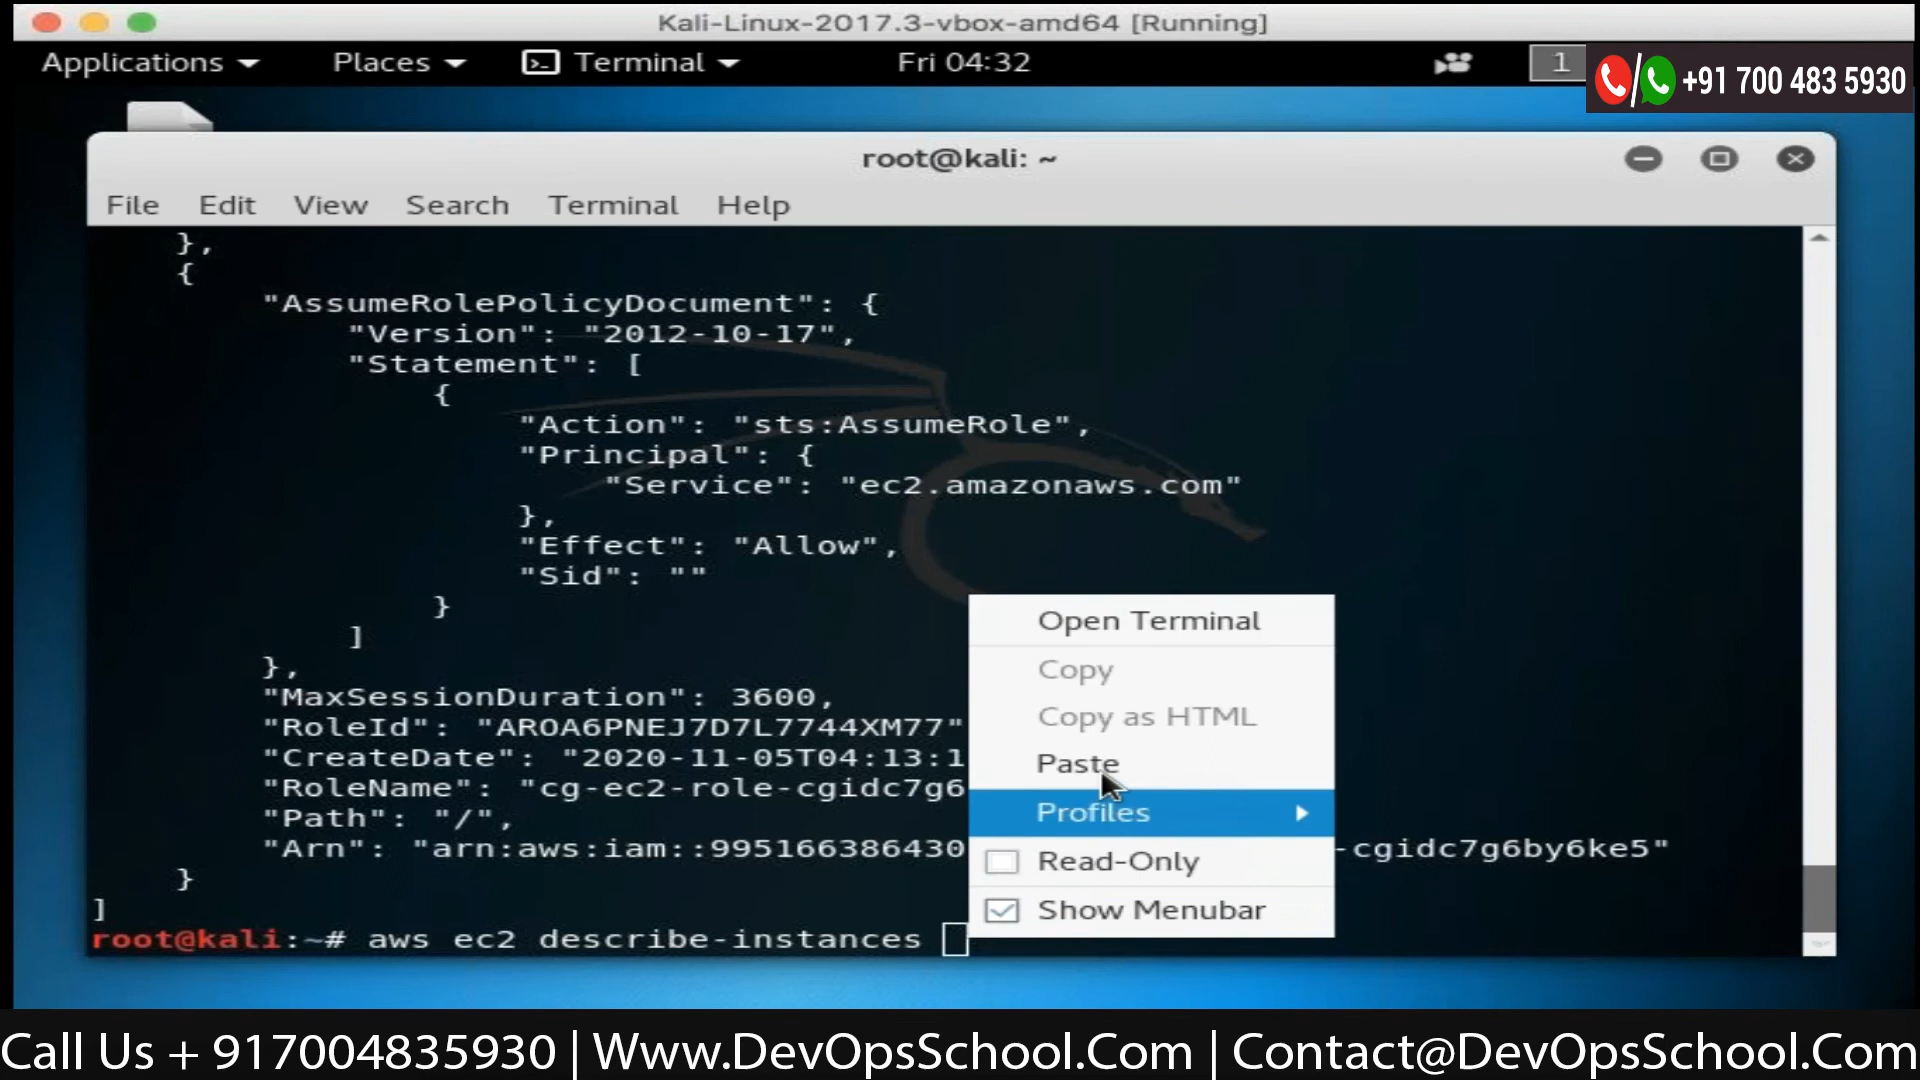 Kali-Linux-2017.3-vbox-amd64 [Running]
Applications Places Terminal Fri 04:32 1
+91 700 483 5930
root@kali: ~
File Edit View Search Terminal Help
},
{
"AssumeRolePolicyDocument": {
"Version": "2012-10-17",
"Statement": [
{
"Action": "sts:AssumeRole",
"Principal": {
"Service": "ec2.amazonaws.com"
},
"Effect": "Allow",
"Sid": ""
}
]
},
"MaxSessionDuration": 3600,
"RoleId": "AROA6PNEJ7D7L7744XM77"
"CreateDate": "2020-11-05T04:13:1
"RoleName": "cg-ec2-role-cgidc7g6
"Path": "/",
"Arn": "arn:aws:iam::995166386430 -cgidc7g6by6ke5"
}
]
root@kali:~# aws ec2 describe-instances
Open Terminal
Copy
Copy as HTML
Paste
Profiles
Read-Only
Show Menubar
Call Us + 917004835930 | Www.DevOpsSchool.Com | Contact@DevOpsSchool.Com